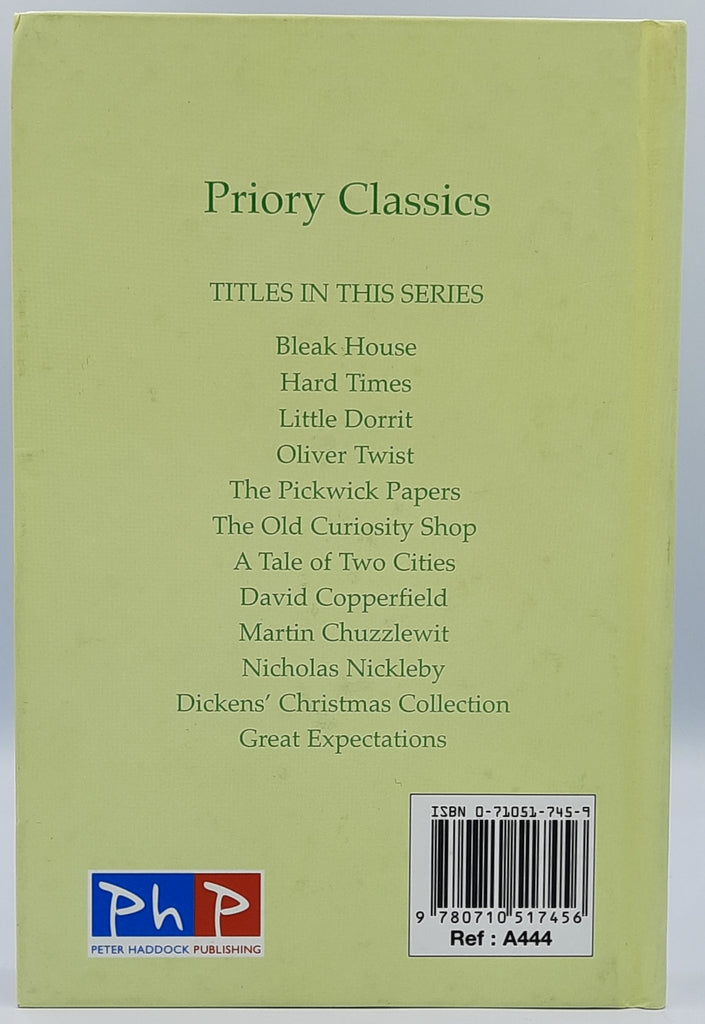 Priory Classics
TITLES IN THIS SERIES
Bleak House
Hard Times
Little Dorrit
Oliver Twist
The Pickwick Papers
The Old Curiosity Shop
A Tale of Two Cities
David Copperfield
Martin Chuzzlewit
Nicholas Nickleby
Dickens’ Christmas Collection
Great Expectations
ISBN 0-71051-745-9
9 780710 517456
Ref : A444
PhP
PETER HADDOCK PUBLISHING